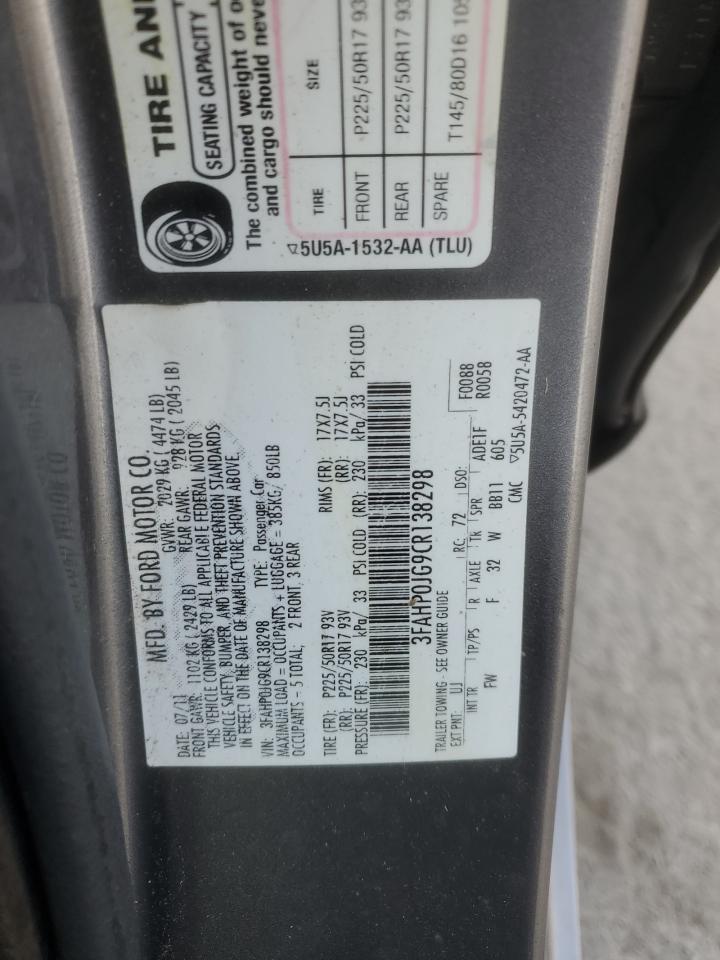 TIRE AND
SEATING CAPACITY
The combined weight of
and cargo should never
TIRE SIZE
FRONT P225/50R17 93
REAR P225/50R17 93
SPARE T145/80D16 105
5U5A-1532-AA (TLU)
MFD. BY FORD MOTOR CO.
DATE: 07/11 GVWR: 2029 KG ( 4474 LB)
FRONT GAWR: 1102 KG ( 2429 LB) REAR GAWR: 928 KG ( 2045 LB)
THIS VEHICLE CONFORMS TO ALL APPLICABLE FEDERAL MOTOR
VEHICLE SAFETY, BUMPER, AND THEFT PREVENTION STANDARDS
IN EFFECT ON THE DATE OF MANUFACTURE SHOWN ABOVE.
VIN: 3FAHP0JG9CR138298 TYPE: Passenger Car
MAXIMUM LOAD = OCCUPANTS + LUGGAGE = 385KG/ 850LB
OCCUPANTS - 5 TOTAL; 2 FRONT, 3 REAR
TIRE (FR): P225/50R17 93V RIMS (FR): 17X7.5J
(RR): P225/50R17 93V (RR): 17X7.5J
PRESSURE (FR): 230 kPa/ 33 PSI COLD (RR): 230 kPa/ 33 PSI COLD
3FAHP0JG9CR138298
TRAILER TOWING - SEE OWNER GUIDE
EXT PNT: UJ RC: 72 DSO: F0088
R0058
INT TR TP/PS R AXLE TR SPR ADE1F
FW F 32 W BB11 605
CMC ▽5U5A-5420472-AA